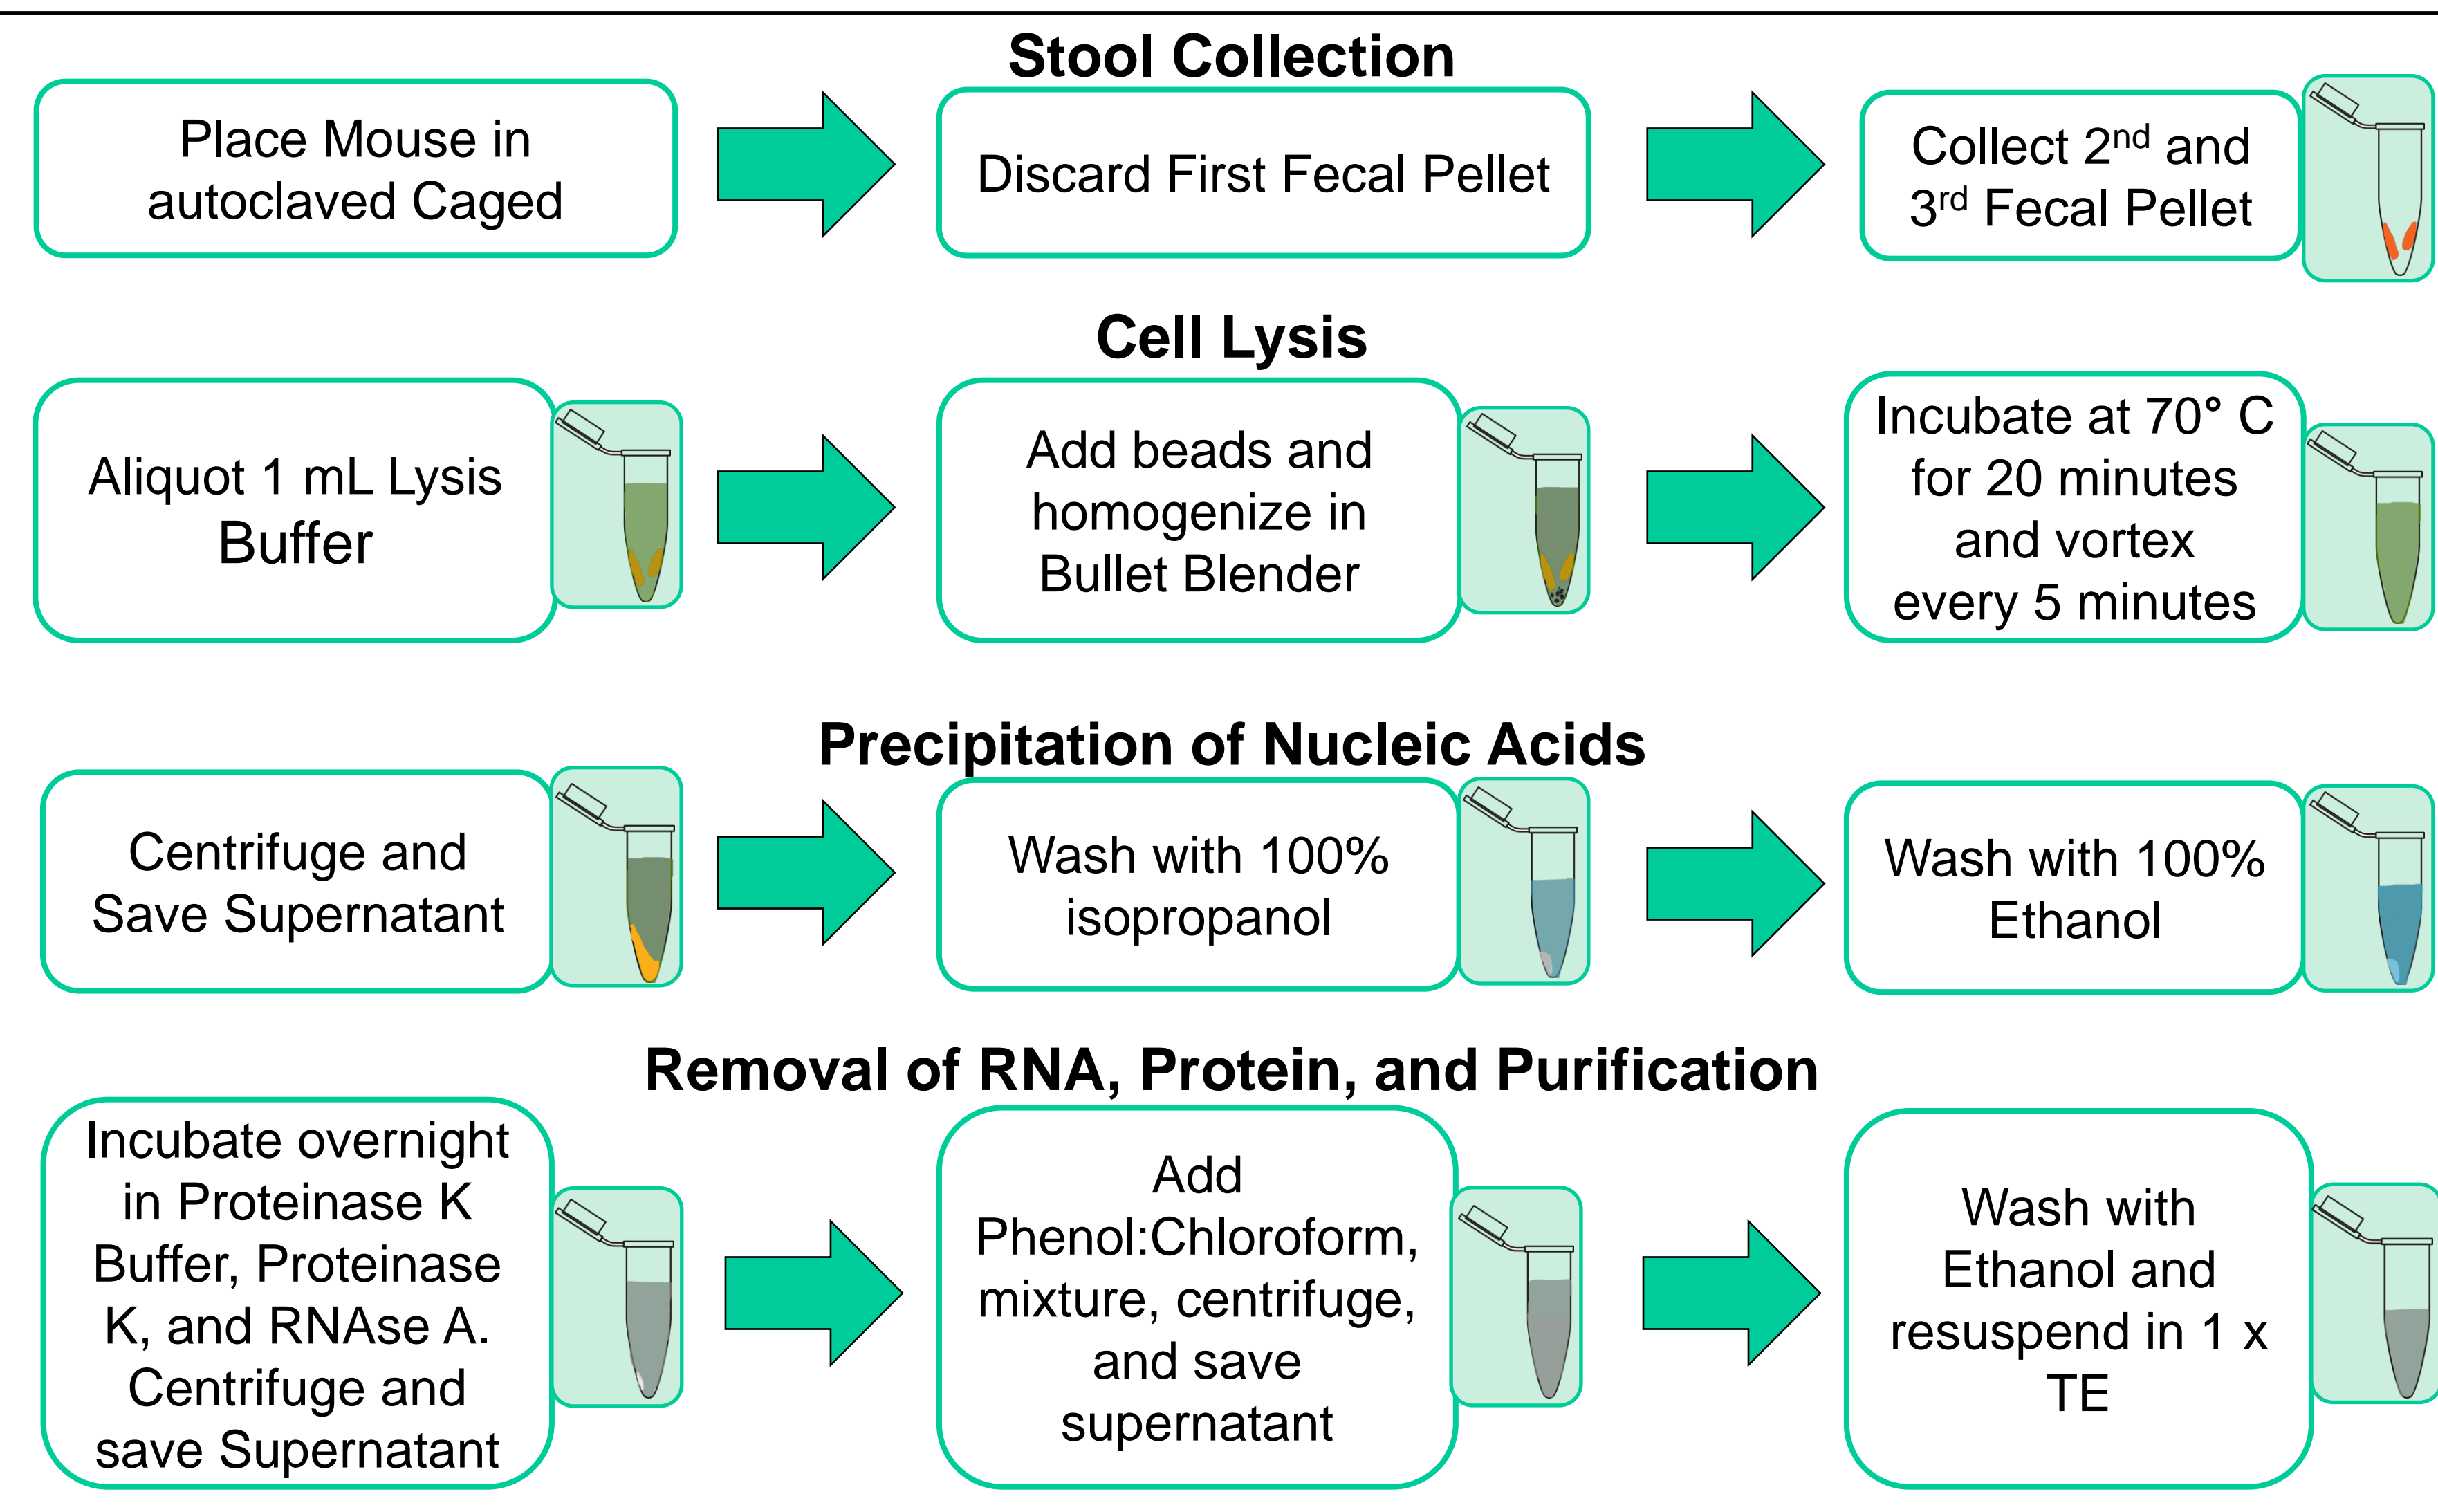 Stool Collection
Place Mouse in
autoclaved Caged
Discard First Fecal Pellet
Collect 2nd and
3rd Fecal Pellet
Cell Lysis
Aliquot 1 mL Lysis
Buffer
Add beads and
homogenize in
Bullet Blender
Incubate at 70° C
for 20 minutes
and vortex
every 5 minutes
Precipitation of Nucleic Acids
Centrifuge and
Save Supernatant
Wash with 100%
isopropanol
Wash with 100%
Ethanol
Removal of RNA, Protein, and Purification
Incubate overnight
in Proteinase K
Buffer, Proteinase
K, and RNAse A.
Centrifuge and
save Supernatant
Add
Phenol:Chloroform,
mixture, centrifuge,
and save
supernatant
Wash with
Ethanol and
resuspend in 1 x
TE